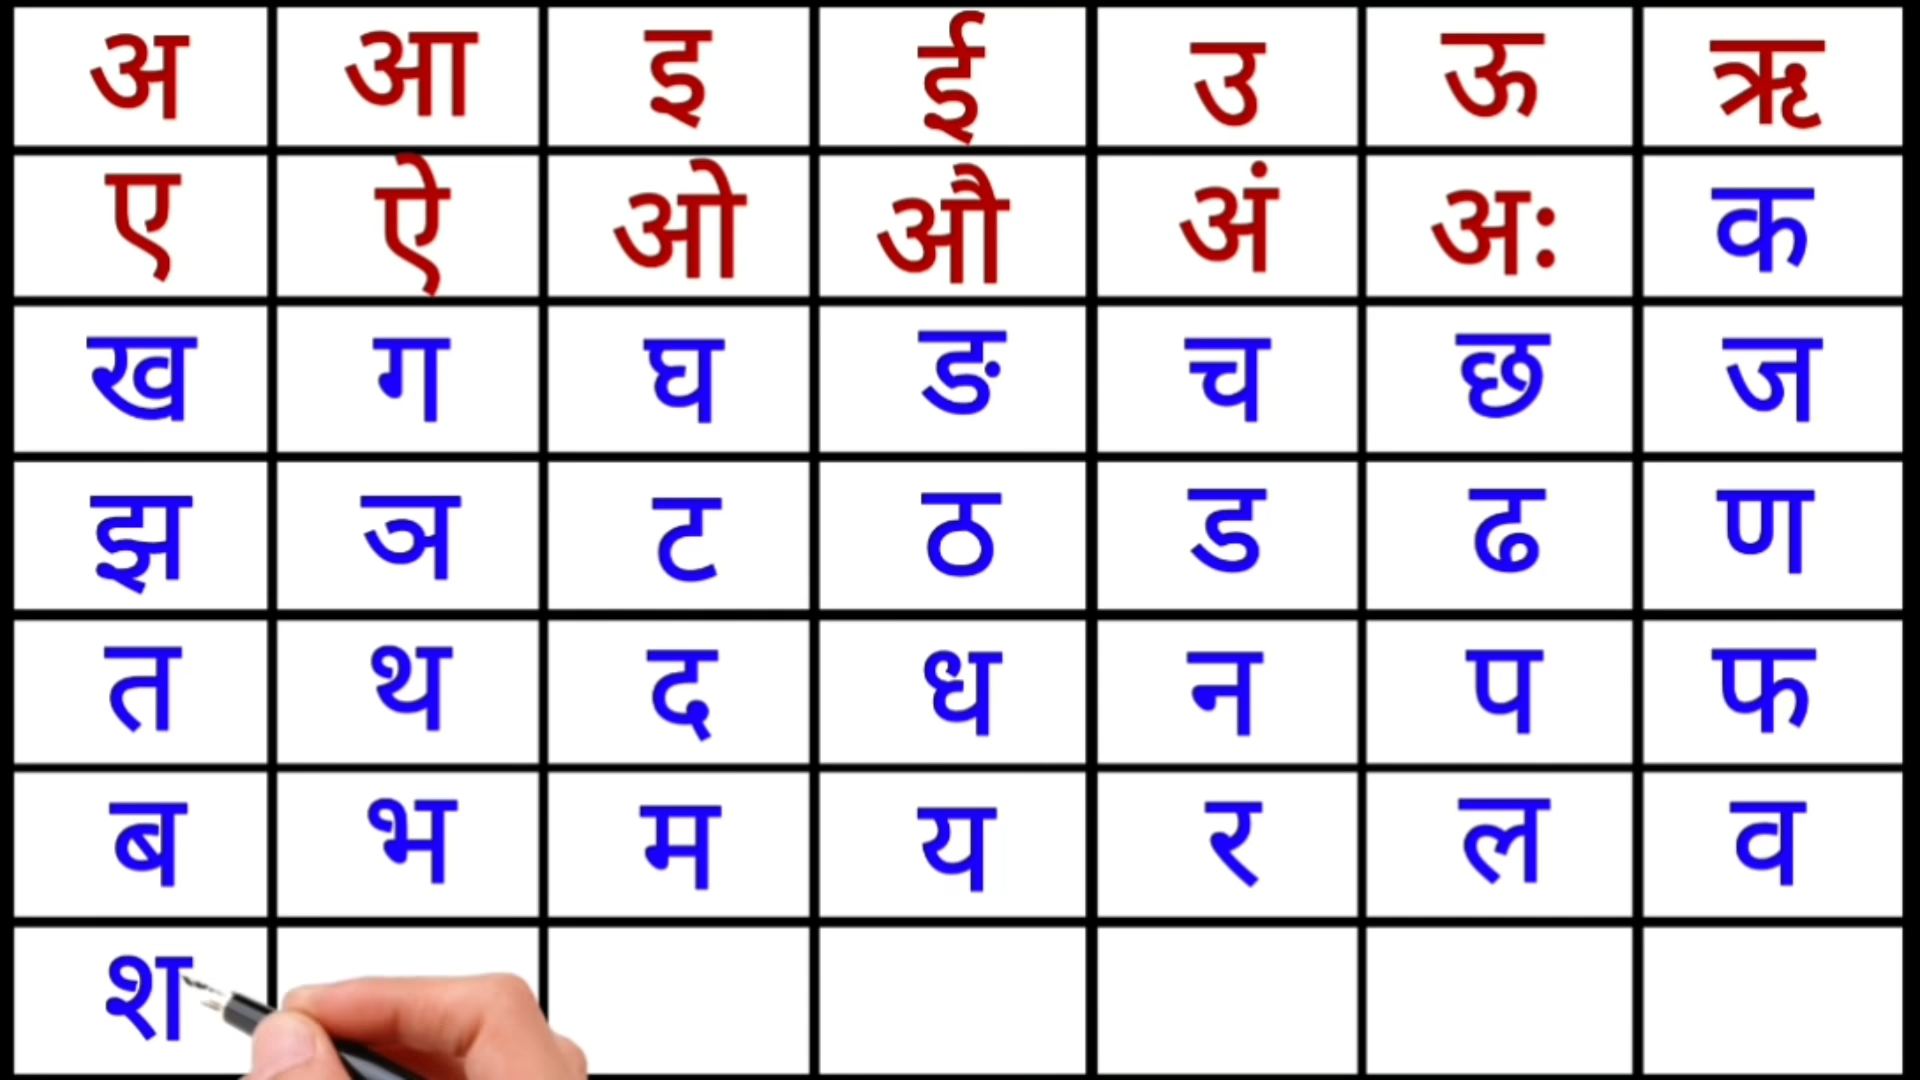 अ आ इ ई उ ऊ ऋ
ए ऐ ओ औ अं अः क
ख ग घ ङ च छ ज
झ ञ ट ठ ड ढ ण
त थ द ध न प फ
ब भ म य र ल व
श